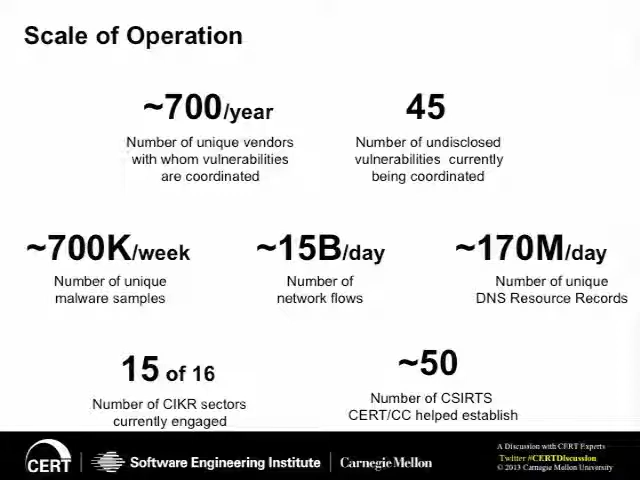 Scale of Operation
~700/year
Number of unique vendors
with whom vulnerabilities
are coordinated
45
Number of undisclosed
vulnerabilities currently
being coordinated
~700K/week
Number of unique
malware samples
~15B/day
Number of
network flows
~170M/day
Number of unique
DNS Resource Records
15 of 16
Number of CIKR sectors
currently engaged
~50
Number of CSIRTS
CERT/CC helped establish
CERT
Software Engineering Institute
Carnegie Mellon
A Discussion with CERT Experts
Twitter #CERTDiscussion
© 2013 Carnegie Mellon University